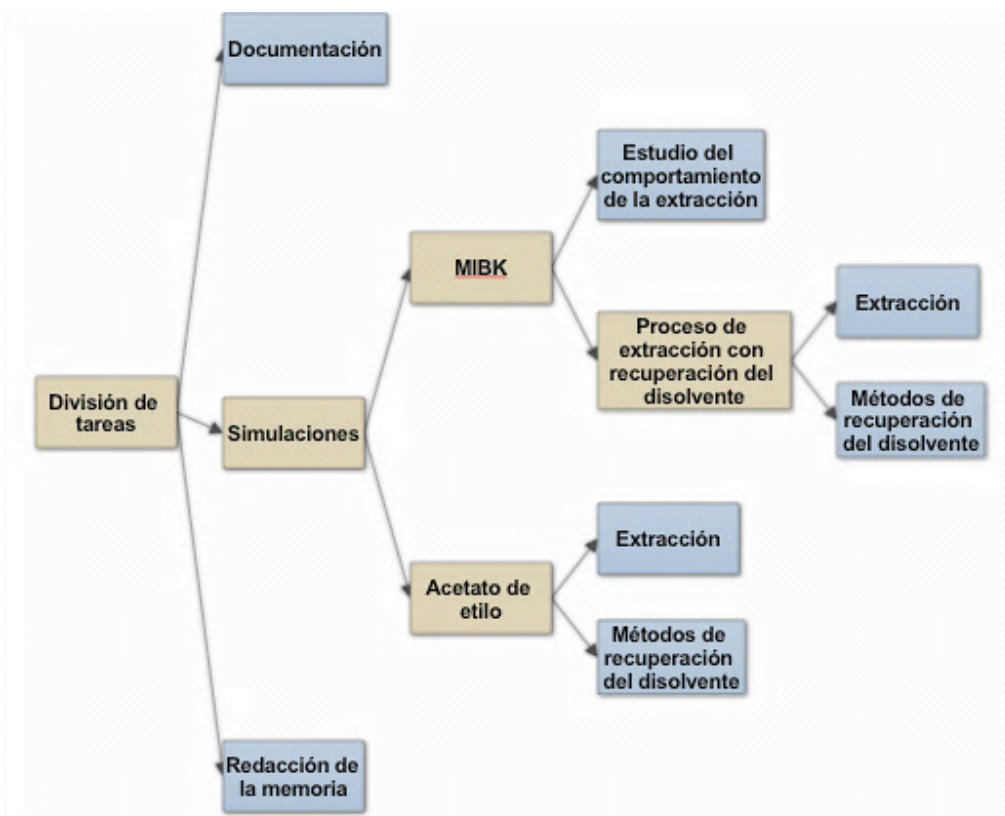 Documentación
Estudio del
comportamiento
de la extracción
MIBK
Extracción
Proceso de
extracción con
recuperación del
disolvente
División de
tareas
Simulaciones
Métodos de
recuperación
del disolvente
Extracción
Acetato de
etilo
Métodos de
recuperación
del disolvente
Redacción de
la memoria